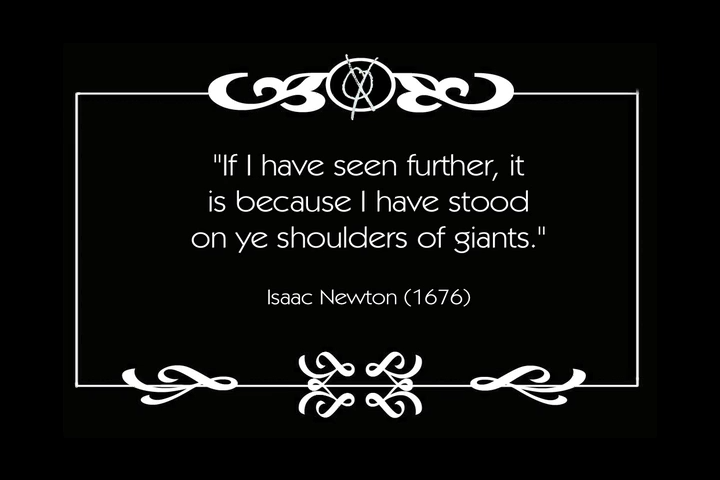 "If I have seen further, it
is because I have stood
on ye shoulders of giants."
Isaac Newton (1676)